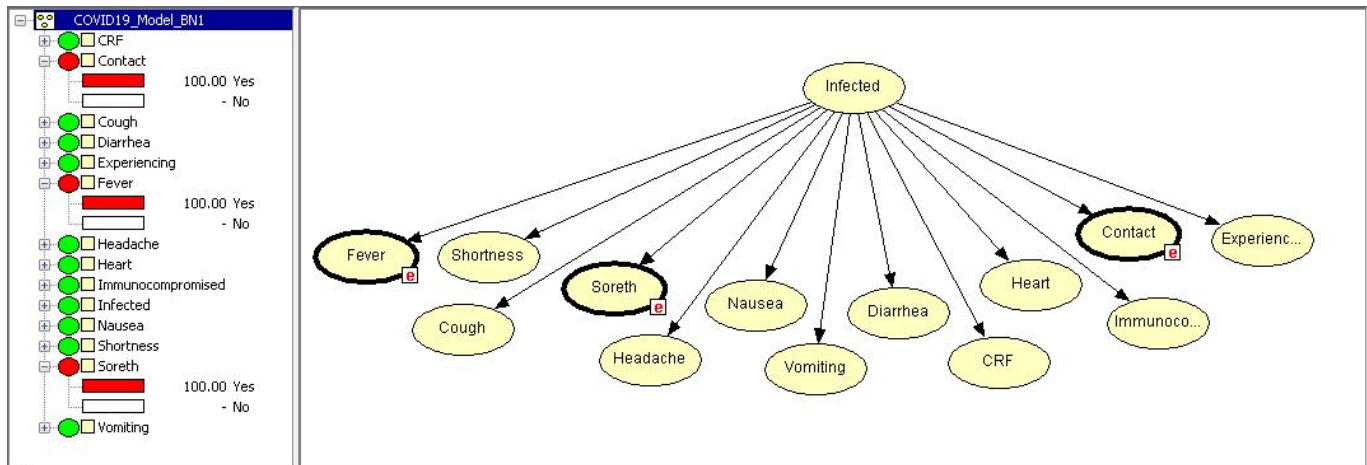 COVID19_Model_BN1
CRF
Contact
100.00 Yes
- No
Cough
Diarrhea
Experiencing
Fever
100.00 Yes
- No
Headache
Heart
Immunocompromised
Infected
Nausea
Shortness
Soreth
100.00 Yes
- No
Vomiting
Infected
Fever
e
Shortness
Cough
Soreth
e
Headache
Nausea
Vomiting
Diarrhea
CRF
Heart
Contact
e
Immunoco...
Experienc...